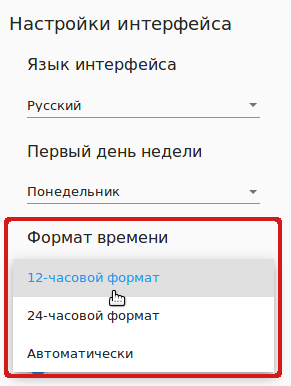 Настройки интерфейса
Язык интерфейса
Русский
Первый день недели
Понедельник
Формат времени
12-часовой формат
24-часовой формат
Автоматически